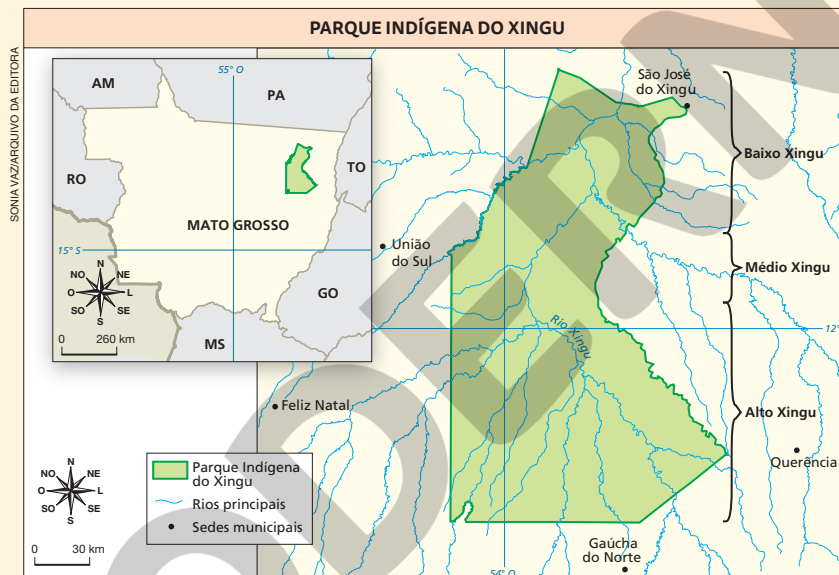 PARQUE INDÍGENA DO XINGU
SONIA VAZ/ARQUIVO DA EDITORA
55° O
AM
PA
RO
TO
MATO GROSSO
15° S
GO
MS
N
NO
NE
O
L
SO
SE
S
0
260 km
São José
do Xingu
Baixo Xingu
União
do Sul
Médio Xingu
12°
Rio Xingu
Feliz Natal
Alto Xingu
Querência
N
NO
NE
O
L
SO
SE
S
0
30 km
Parque Indígena
do Xingu
Rios principais
Sedes municipais
Gaúcha
do Norte
54° O